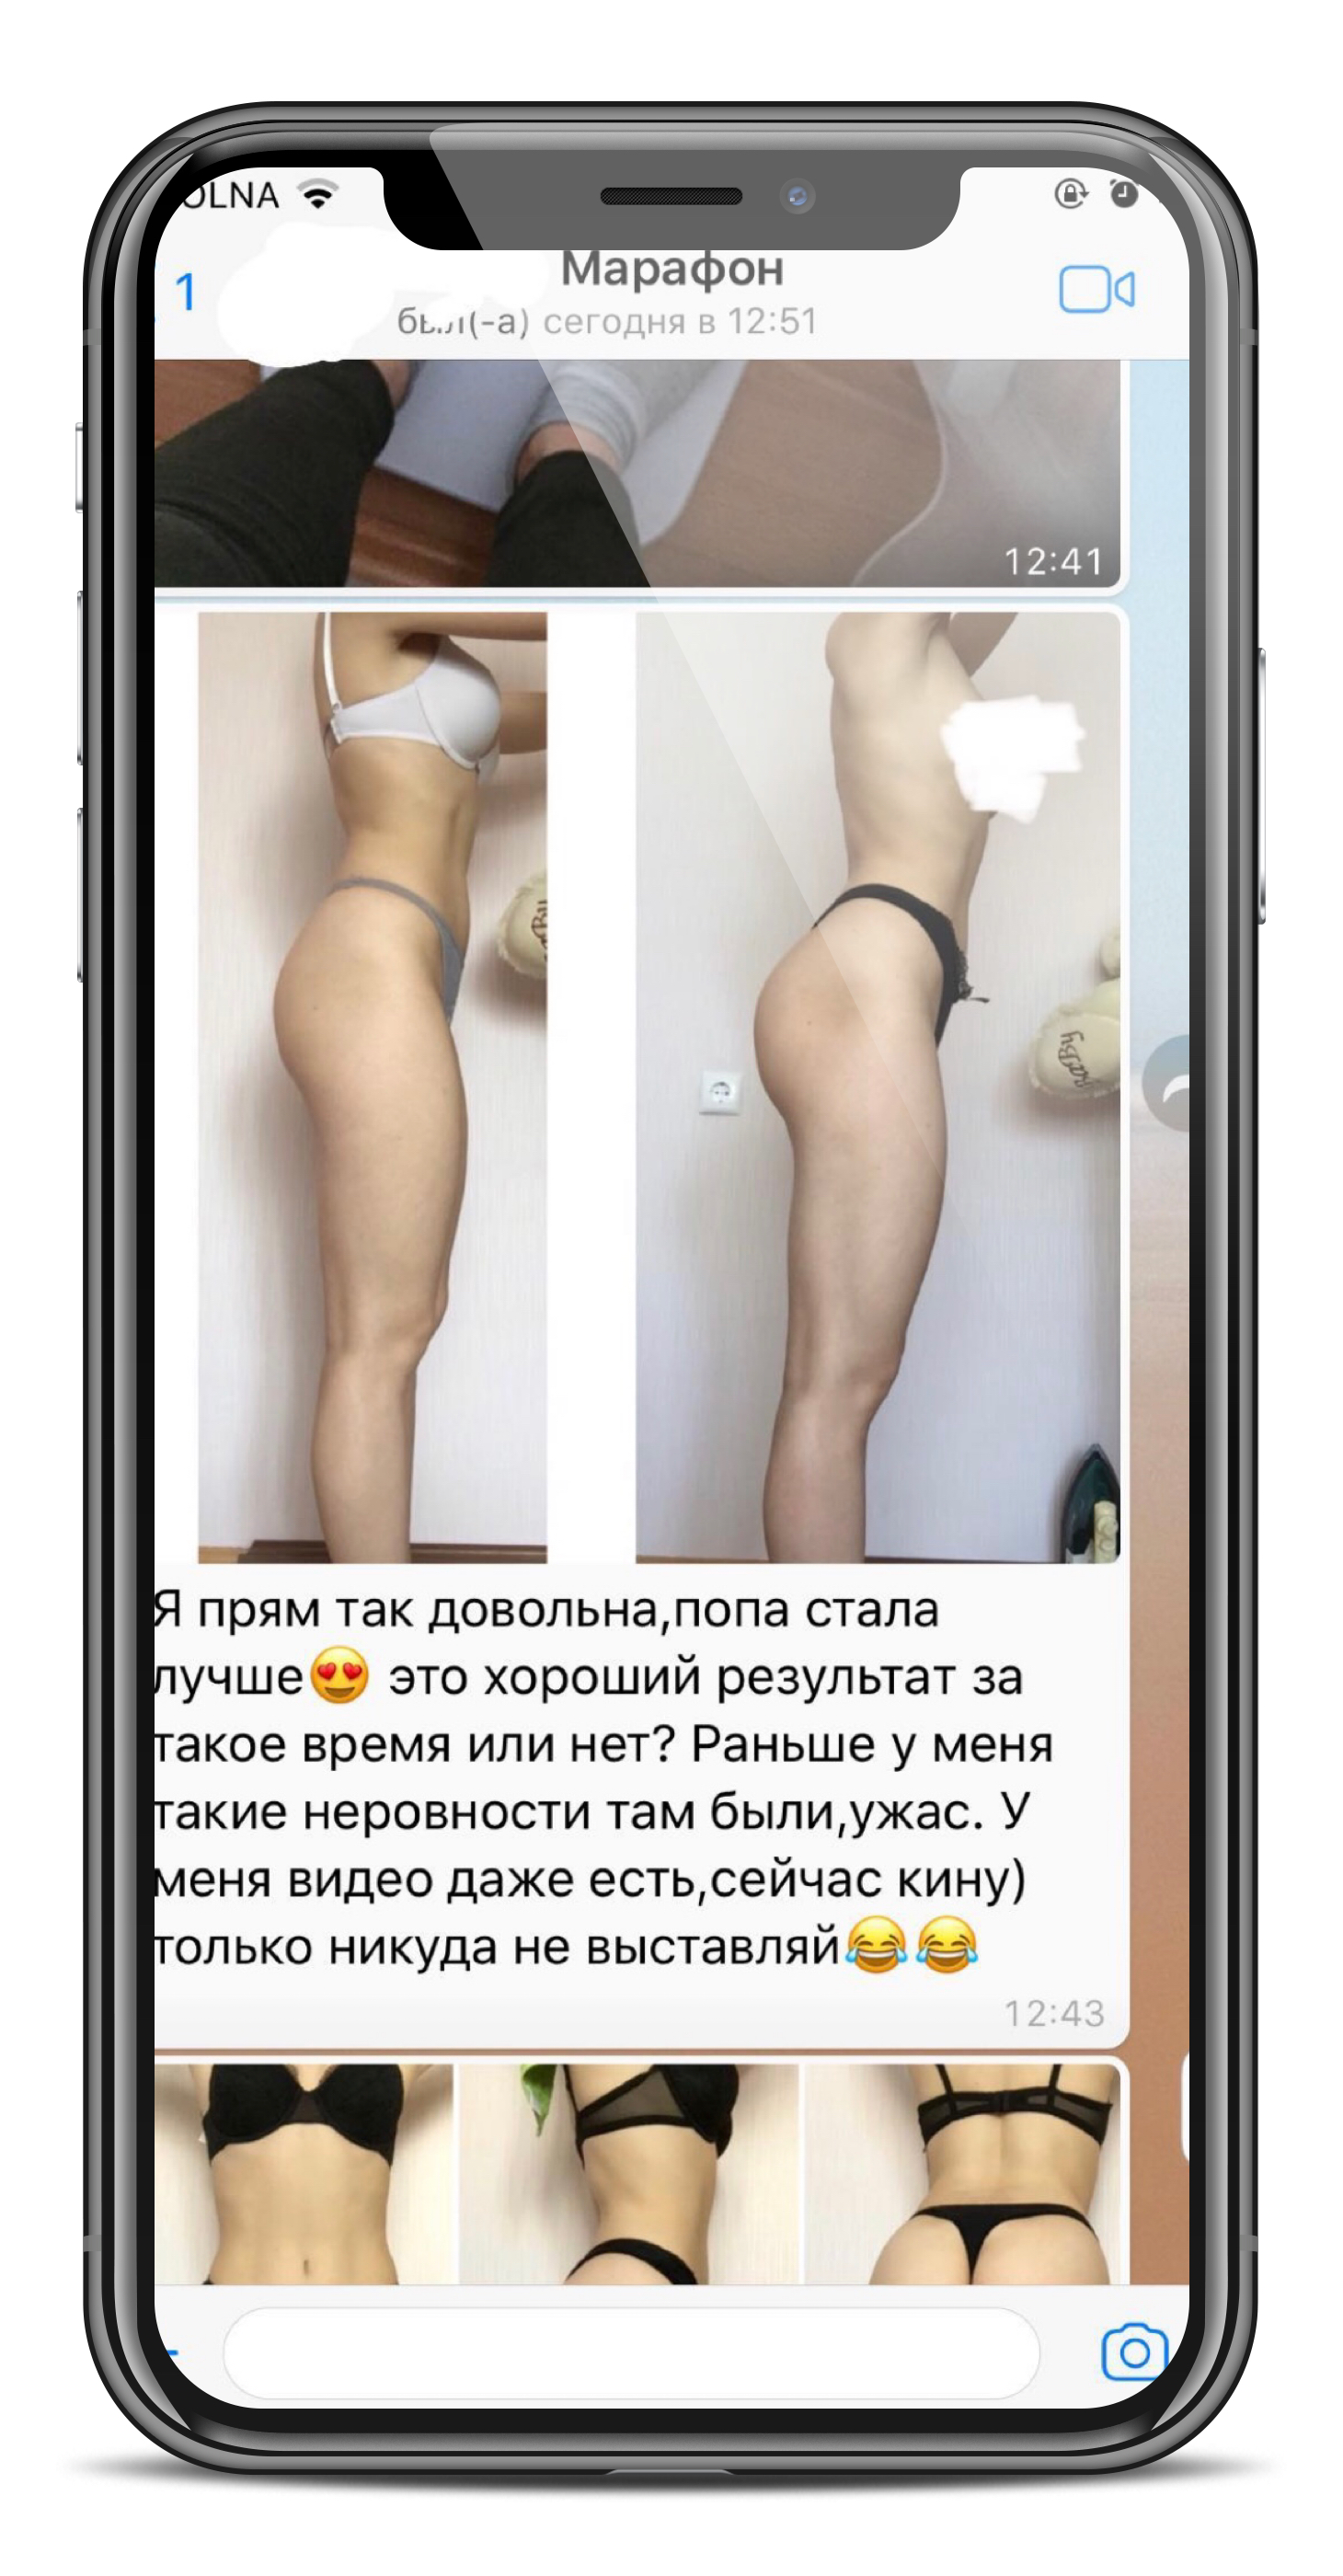 OLNA
1
Марафон
был(-а) сегодня в 12:51
12:41
Я прям так довольна,попа стала
лучше😍 это хороший результат за
такое время или нет? Раньше у меня
такие неровности там были,ужас. У
меня видео даже есть,сейчас кину)
только никуда не выставляй😂😂
12:43